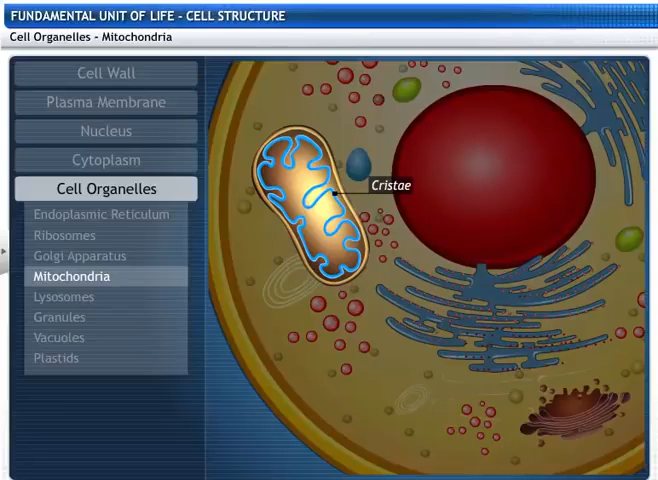 FUNDAMENTAL UNIT OF LIFE - CELL STRUCTURE
Cell Organelles - Mitochondria
Cell Wall
Plasma Membrane
Nucleus
Cytoplasm
Cell Organelles
Endoplasmic Reticulum
Ribosomes
Golgi Apparatus
Mitochondria
Lysosomes
Granules
Vacuoles
Plastids
Cristae